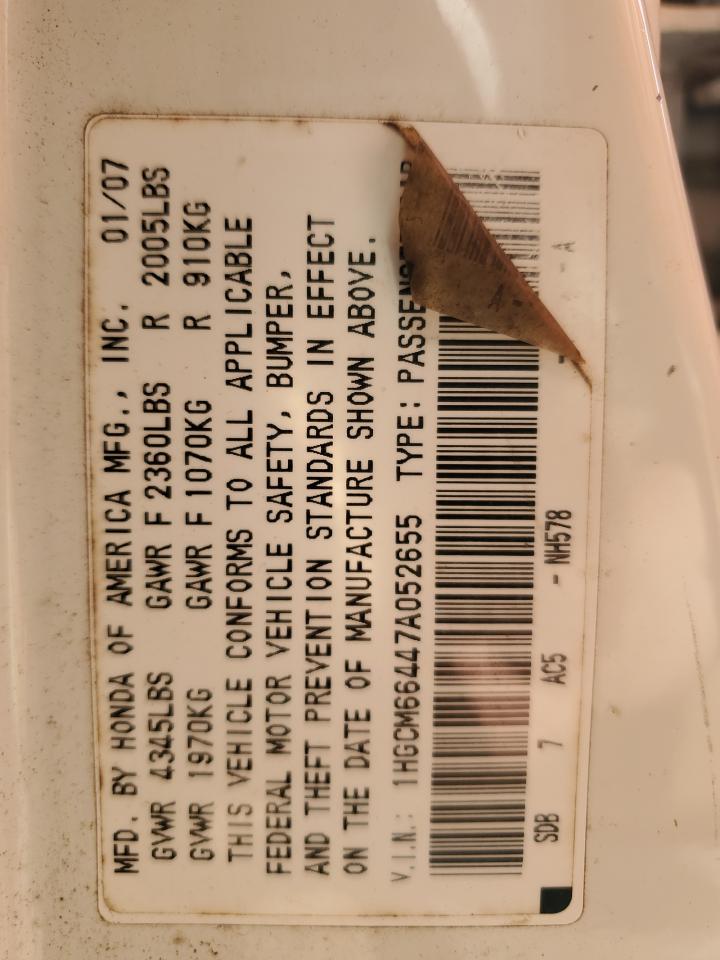 MFD. BY HONDA OF AMERICA MFG., INC. 01/07
GVWR 4345LBS GAWR F 2360LBS R 2005LBS
GVWR 1970KG GAWR F 1070KG R 910KG
THIS VEHICLE CONFORMS TO ALL APPLICABLE
FEDERAL MOTOR VEHICLE SAFETY, BUMPER,
AND THEFT PREVENTION STANDARDS IN EFFECT
ON THE DATE OF MANUFACTURE SHOWN ABOVE.
V.I.N.: 1HGCM66447A052655 TYPE:
SDB 7 AC5 - NH578 - - A